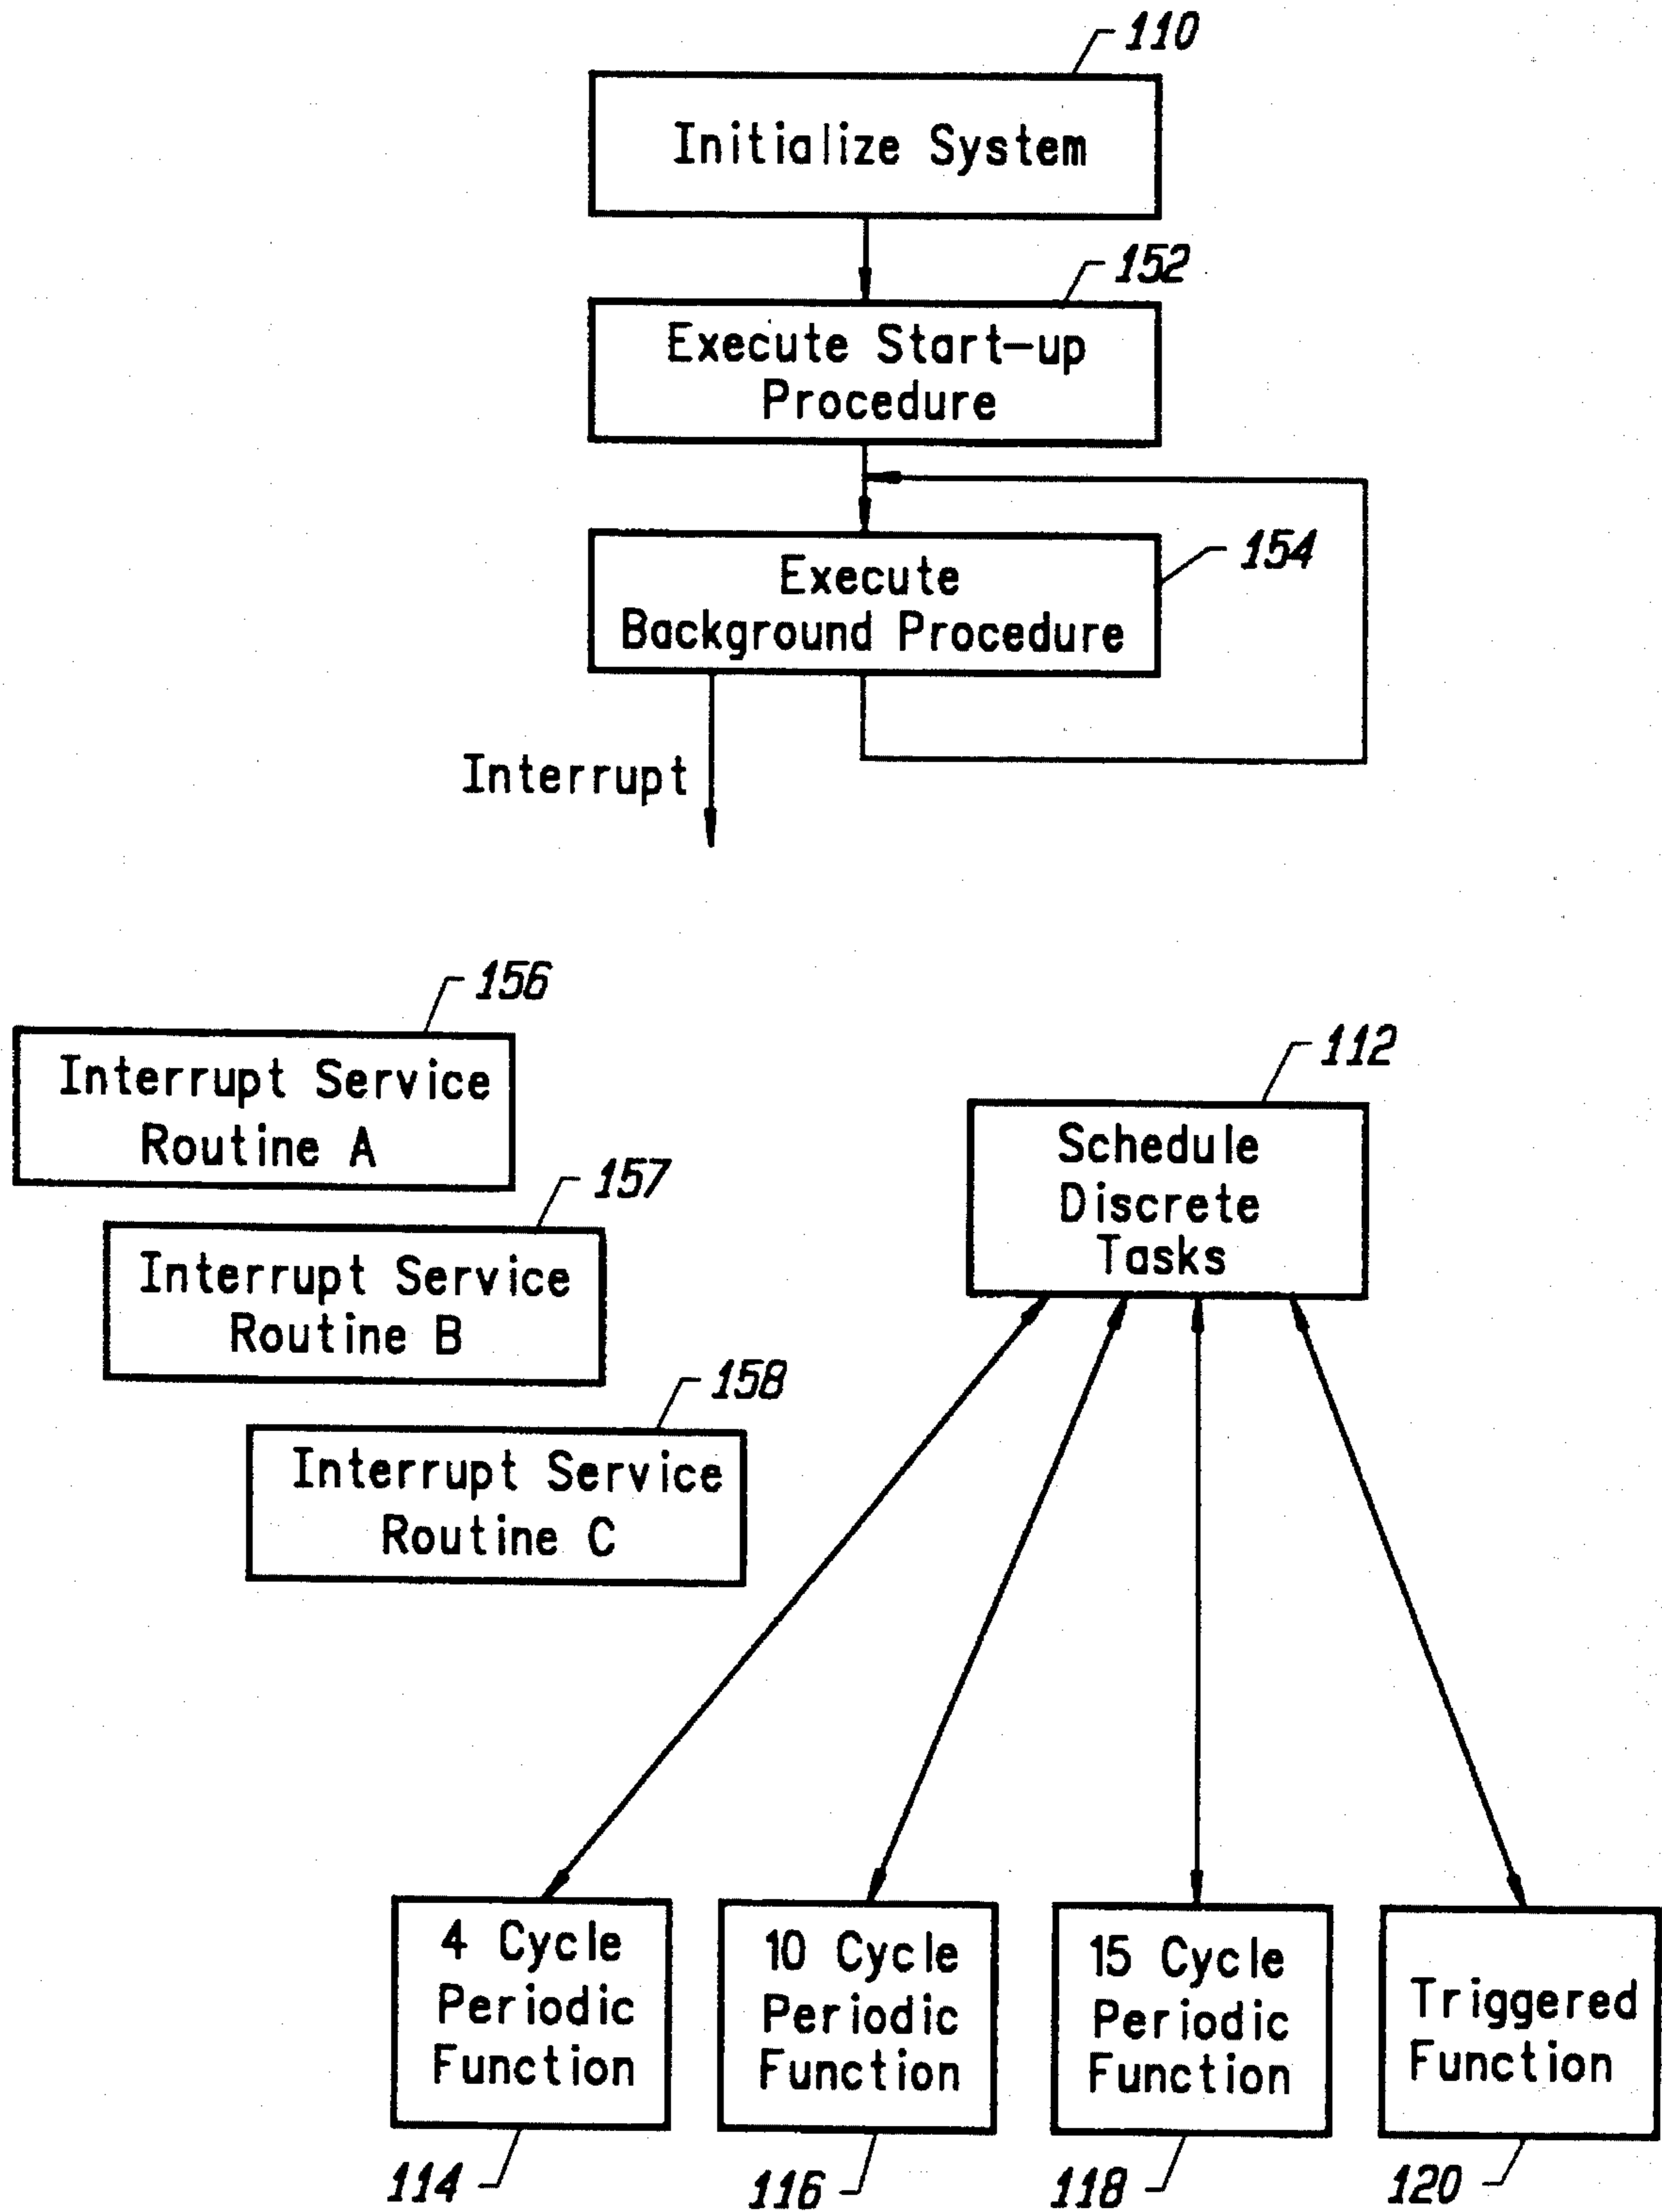 110
Initialize System
152
Execute Start-up
Procedure
154
Execute
Background Procedure
Interrupt
156
Interrupt Service
Routine A
157
Interrupt Service
Routine B
158
Interrupt Service
Routine C
112
Schedule
Discrete
Tasks
4 Cycle
Periodic
Function
114
10 Cycle
Periodic
Function
116
15 Cycle
Periodic
Function
118
Triggered
Function
120